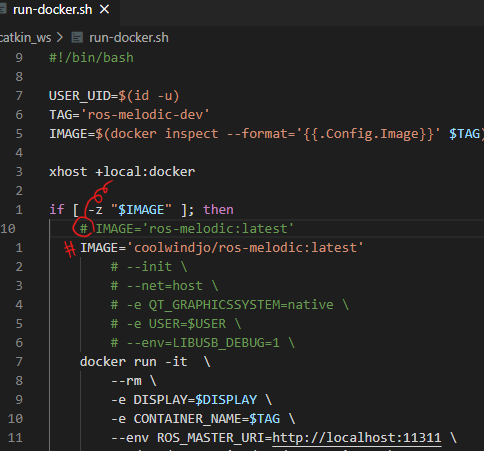 run-docker.sh ×
catkin_ws > run-docker.sh
9 #!/bin/bash
8
7 USER_UID=$(id -u)
6 TAG='ros-melodic-dev'
5 IMAGE=$(docker inspect --format='{{.Config.Image}}' $TAG)
4
3 xhost +local:docker
2
1 if [ -z "$IMAGE" ]; then
10 # IMAGE='ros-melodic:latest'
1 # IMAGE='coolwindjo/ros-melodic:latest'
2 # --init \
3 # --net=host \
4 # -e QT_GRAPHICSSYSTEM=native \
5 # -e USER=$USER \
6 # --env=LIBUSB_DEBUG=1 \
7 docker run -it \
8 --rm \
9 -e DISPLAY=$DISPLAY \
10 -e CONTAINER_NAME=$TAG \
11 --env ROS_MASTER_URI=http://localhost:11311 \